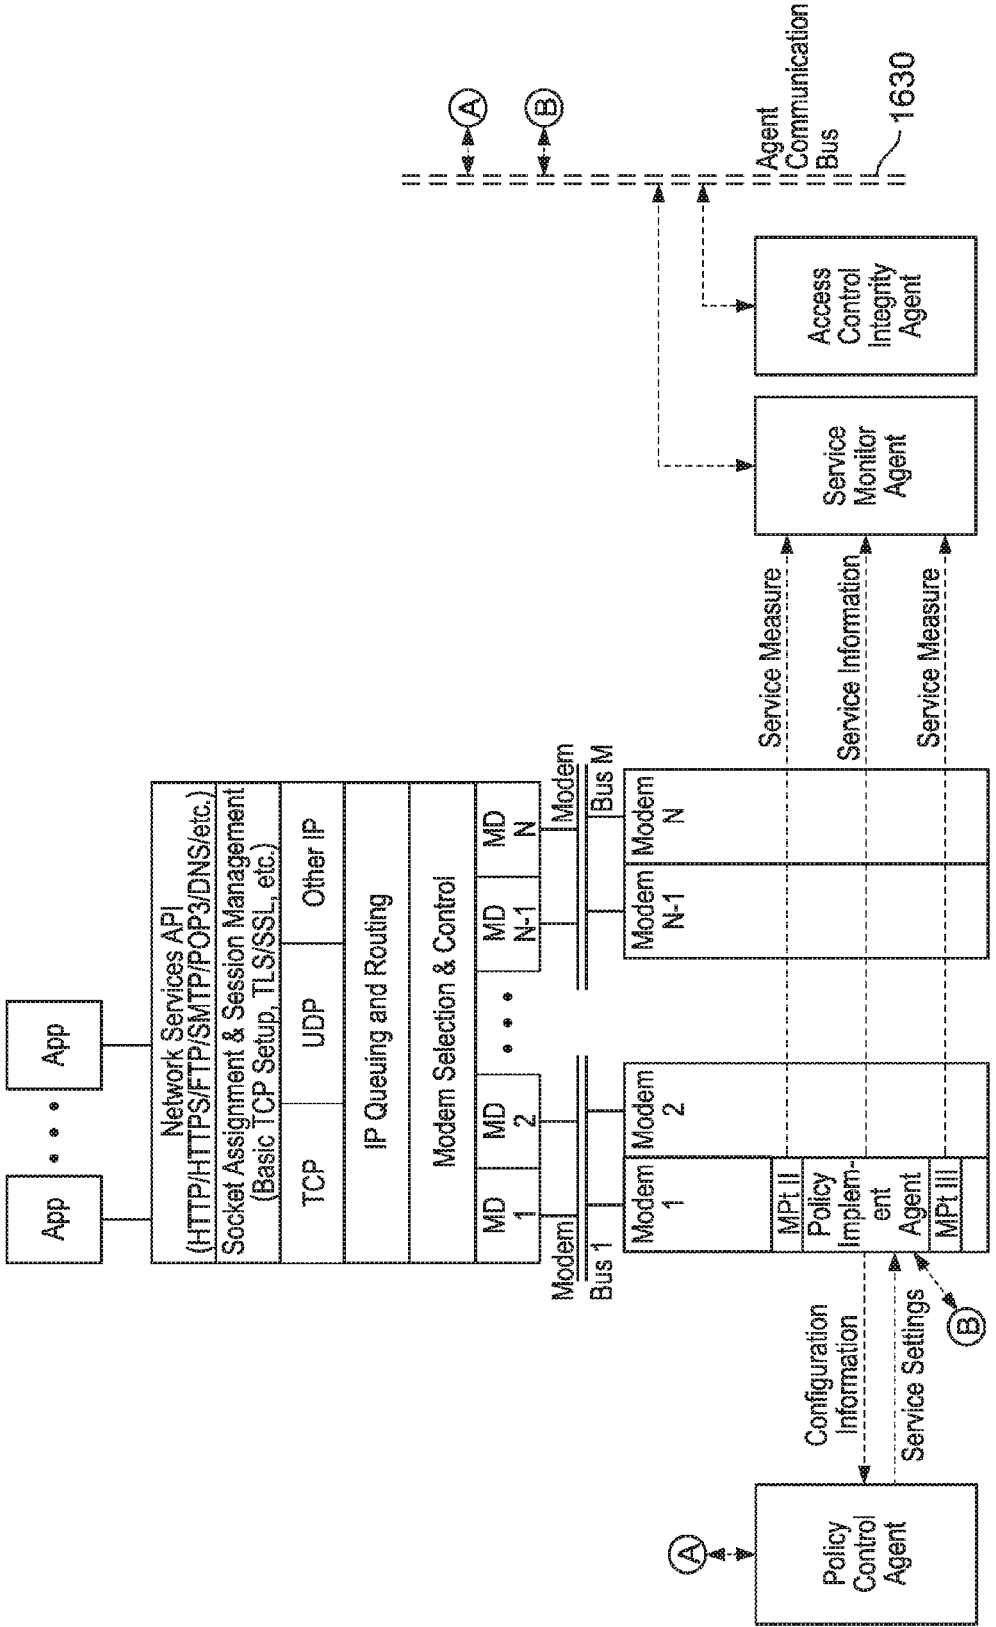 App
App
Network Services API
(HTTP/HTTPS/FTP/SMTP/POP3/DNS/etc.)
Socket Assignment & Session Management
(Basic TCP Setup, TLS/SSL, etc.)
TCP
UDP
Other IP
IP Queuing and Routing
Modem Selection & Control
MD
1
MD
2
MD
N-1
MD
N
Modem
Bus 1
Modem
Bus M
Modem
1
Modem
2
Modem
N-1
Modem
N
MPt II
Policy
Implem-
ent
Agent
MPt III
Policy
Control
Agent
A
Configuration
Information
Service Settings
B
Service Measure
Service Information
Service Measure
Service
Monitor
Agent
Access
Control
Integrity
Agent
A
B
Agent
Communication
Bus
1630